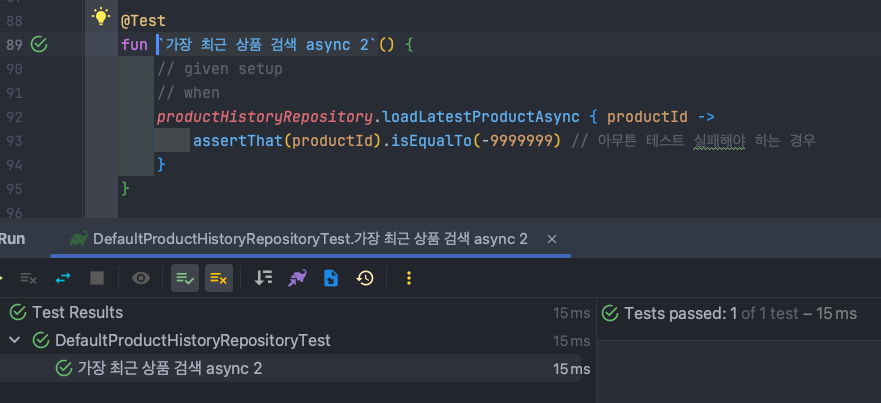 88 @Test
89 fun `가장 최근 상품 검색 async 2`() {
90 // given setup
91 // when
92 productHistoryRepository.loadLatestProductAsync { productId ->
93 assertThat(productId).isEqualTo(-9999999) // 아무튼 테스트 실패해야 하는 경우
94 }
95 }
96
Run DefaultProductHistoryRepositoryTest.가장 최근 상품 검색 async 2
Test Results 15 ms
Tests passed: 1 of 1 test – 15 ms
DefaultProductHistoryRepositoryTest 15 ms
가장 최근 상품 검색 async 2 15 ms